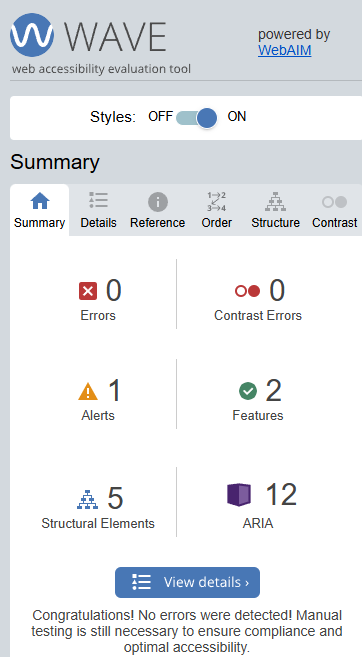 WAVE
web accessibility evaluation tool
powered by
WebAIM
Styles: OFF ON
Summary
Summary Details Reference Order Structure Contrast
0 Errors
0 Contrast Errors
1 Alerts
2 Features
5 Structural Elements
12 ARIA
View details ›
Congratulations! No errors were detected! Manual
testing is still necessary to ensure compliance and
optimal accessibility.